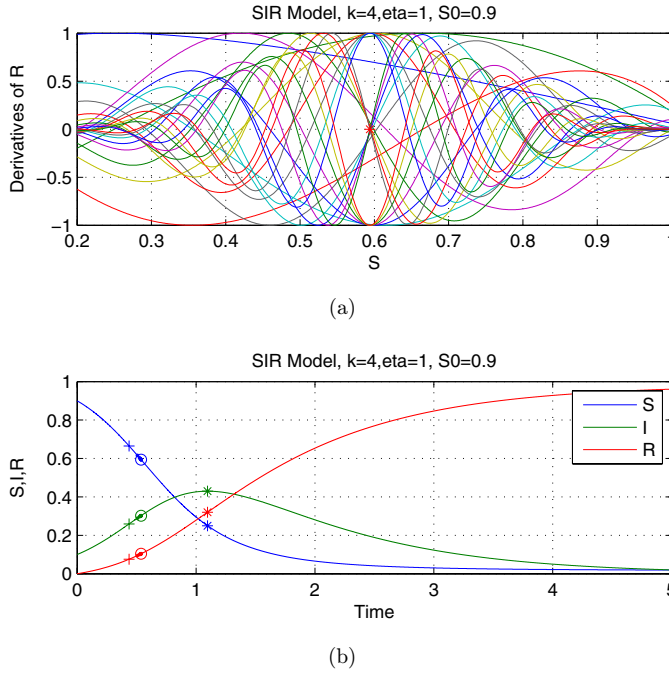 SIR Model, k=4,eta=1, S0=0.9
1
0.5
0
−0.5
−1
Derivatives of R
0.2 0.3 0.4 0.5 0.6 0.7 0.8 0.9 1
S
(a)
SIR Model, k=4,eta=1, S0=0.9
1
0.8
0.6
0.4
0.2
0
S,I,R
S
I
R
0 1 2 3 4 5
Time
(b)